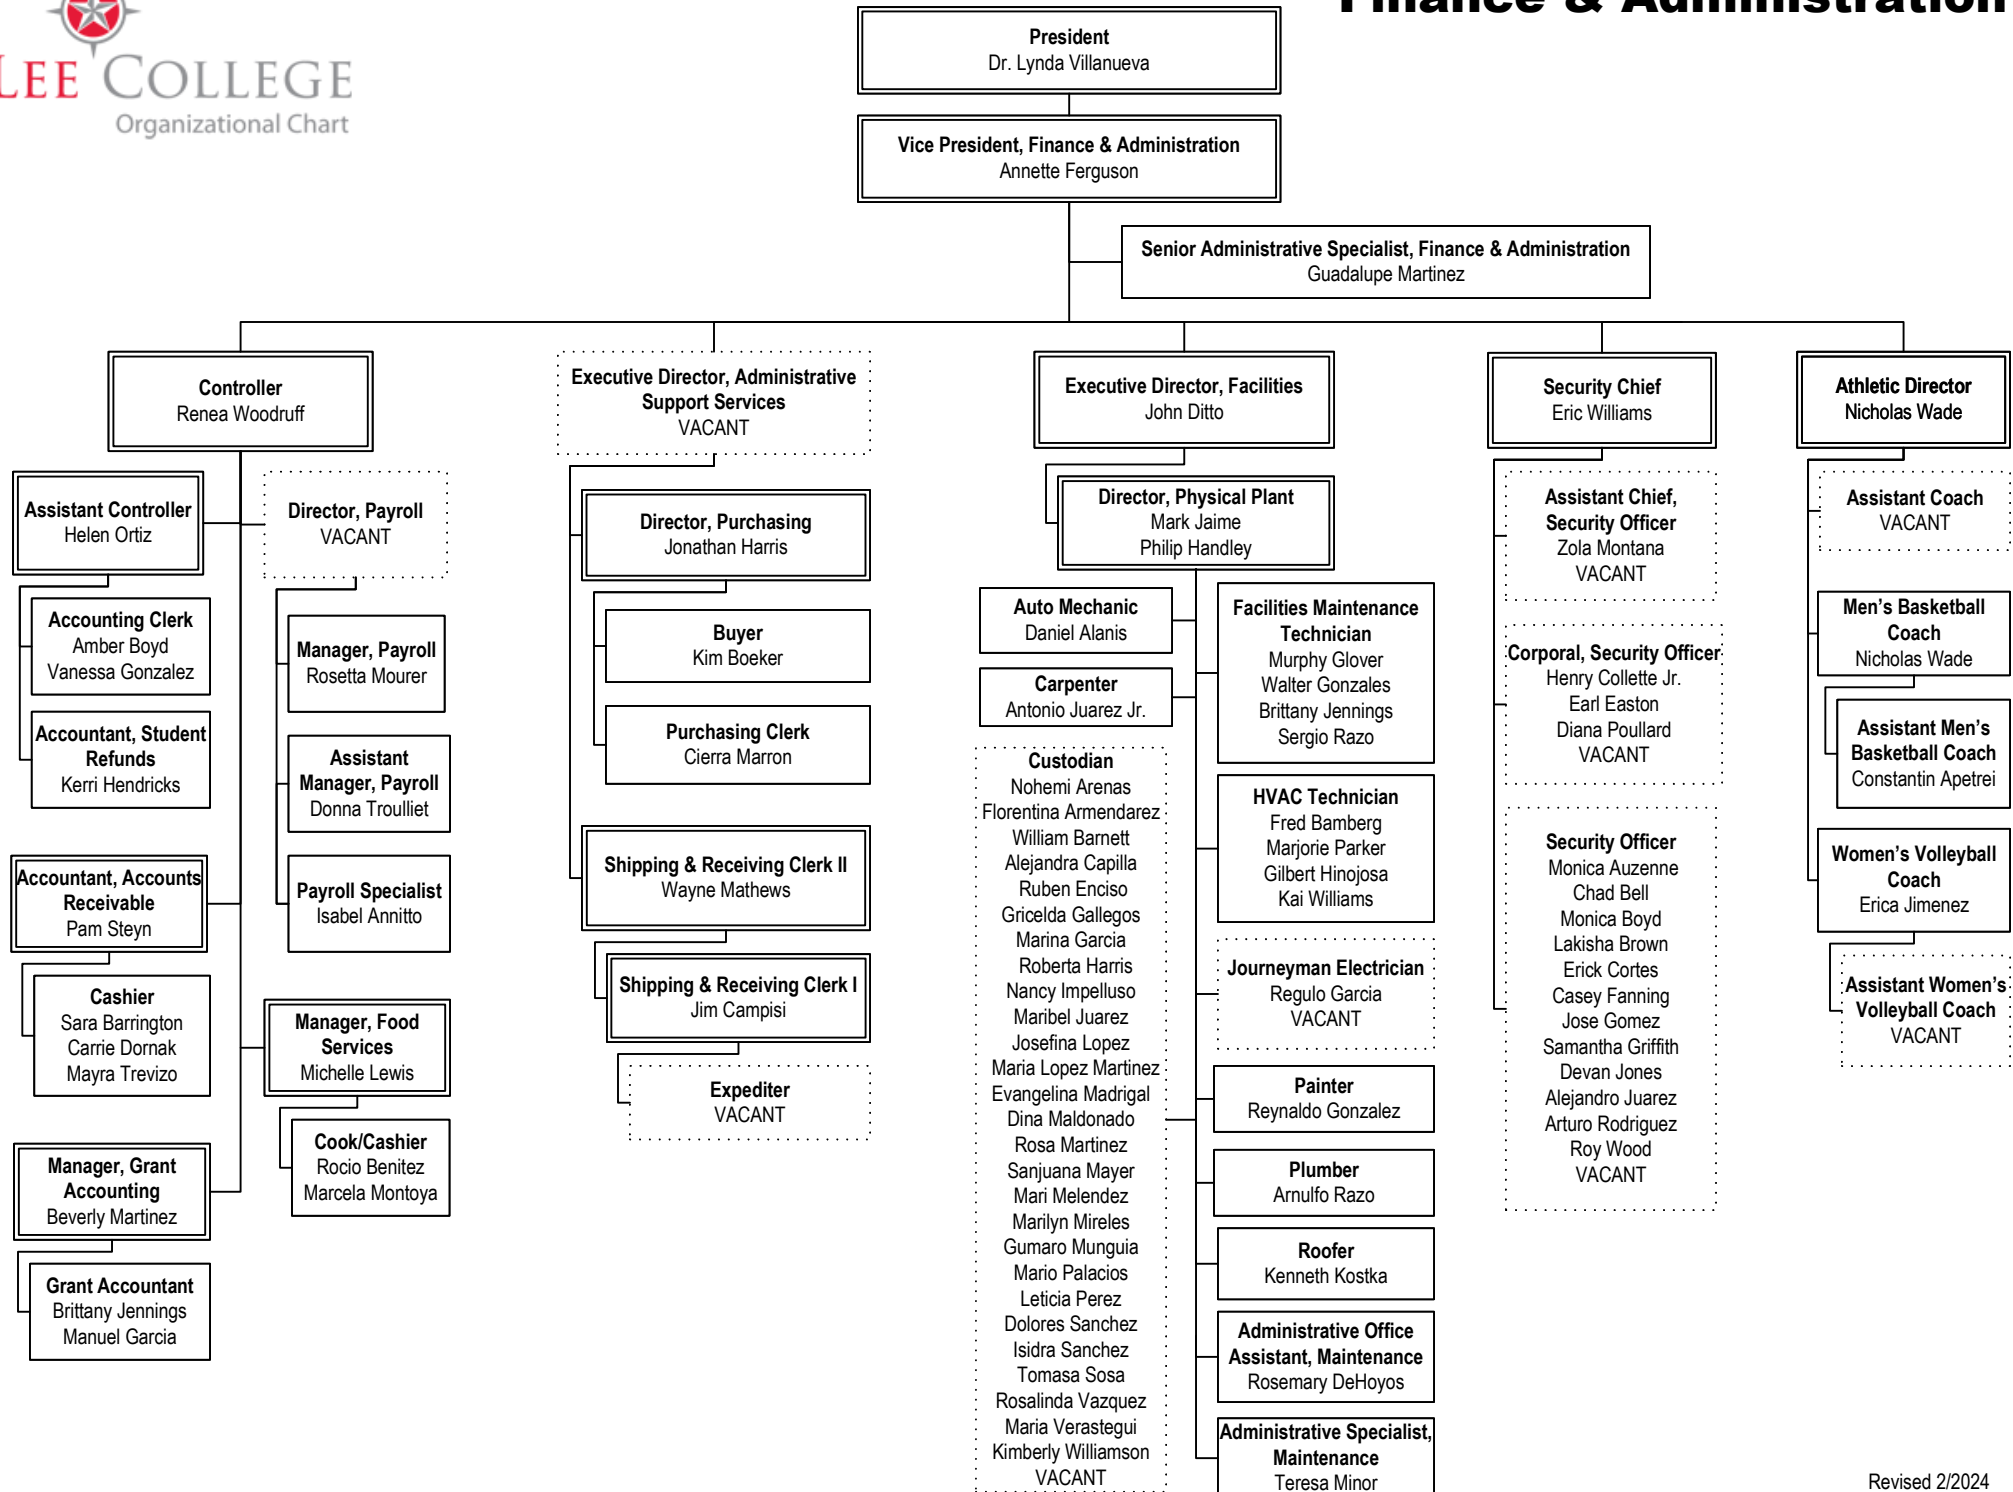 Finance & Administration
LEE COLLEGE
Organizational Chart
President
Dr. Lynda Villanueva
Vice President, Finance & Administration
Annette Ferguson
Senior Administrative Specialist, Finance & Administration
Guadalupe Martinez
Controller
Renea Woodruff
Assistant Controller
Helen Ortiz
Accounting Clerk
Amber Boyd
Vanessa Gonzalez
Accountant, Student
Refunds
Kerri Hendricks
Accountant, Accounts
Receivable
Pam Steyn
Cashier
Sara Barrington
Carrie Dornak
Mayra Trevizo
Manager, Grant
Accounting
Beverly Martinez
Grant Accountant
Brittany Jennings
Manuel Garcia
Director, Payroll
VACANT
Manager, Payroll
Rosetta Mourer
Assistant
Manager, Payroll
Donna Troulliet
Payroll Specialist
Isabel Annitto
Manager, Food
Services
Michelle Lewis
Cook/Cashier
Rocio Benitez
Marcela Montoya
Executive Director, Administrative
Support Services
VACANT
Director, Purchasing
Jonathan Harris
Buyer
Kim Boeker
Purchasing Clerk
Cierra Marron
Shipping & Receiving Clerk II
Wayne Mathews
Shipping & Receiving Clerk I
Jim Campisi
Expediter
VACANT
Executive Director, Facilities
John Ditto
Director, Physical Plant
Mark Jaime
Philip Handley
Auto Mechanic
Daniel Alanis
Carpenter
Antonio Juarez Jr.
Custodian
Nohemi Arenas
Florentina Armendarez
William Barnett
Alejandra Capilla
Ruben Enciso
Gricelda Gallegos
Marina Garcia
Roberta Harris
Nancy Impelluso
Maribel Juarez
Josefina Lopez
Maria Lopez Martinez
Evangelina Madrigal
Dina Maldonado
Rosa Martinez
Sanjuana Mayer
Mari Melendez
Marilyn Mireles
Gumaro Munguia
Mario Palacios
Leticia Perez
Dolores Sanchez
Isidra Sanchez
Tomasa Sosa
Rosalinda Vazquez
Maria Verastegui
Kimberly Williamson
VACANT
Facilities Maintenance
Technician
Murphy Glover
Walter Gonzales
Brittany Jennings
Sergio Razo
HVAC Technician
Fred Bamberg
Marjorie Parker
Gilbert Hinojosa
Kai Williams
Journeyman Electrician
Regulo Garcia
VACANT
Painter
Reynaldo Gonzalez
Plumber
Arnulfo Razo
Roofer
Kenneth Kostka
Administrative Office
Assistant, Maintenance
Rosemary DeHoyos
Administrative Specialist,
Maintenance
Teresa Minor
Security Chief
Eric Williams
Assistant Chief,
Security Officer
Zola Montana
VACANT
Corporal, Security Officer
Henry Collette Jr.
Earl Easton
Diana Poullard
VACANT
Security Officer
Monica Auzenne
Chad Bell
Monica Boyd
Lakisha Brown
Erick Cortes
Casey Fanning
Jose Gomez
Samantha Griffith
Devan Jones
Alejandro Juarez
Arturo Rodriguez
Roy Wood
VACANT
Athletic Director
Nicholas Wade
Assistant Coach
VACANT
Men's Basketball
Coach
Nicholas Wade
Assistant Men's
Basketball Coach
Constantin Apetrei
Women's Volleyball
Coach
Erica Jimenez
Assistant Women's
Volleyball Coach
VACANT
Revised 2/2024